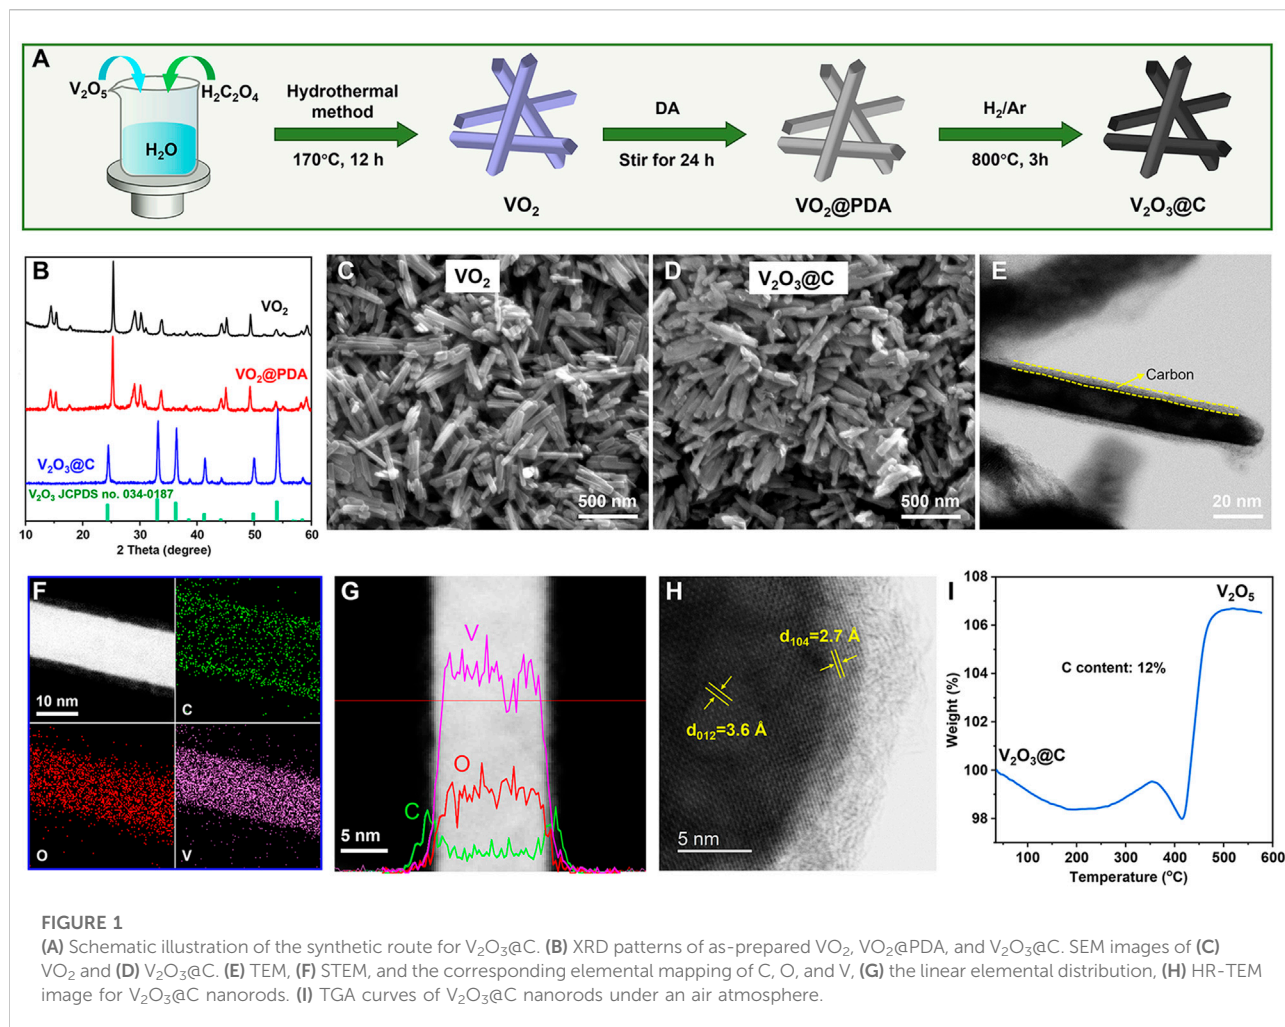 A
V₂O₅
H₂C₂O₄
H₂O
Hydrothermal
method
170°C, 12 h
VO₂
DA
Stir for 24 h
VO₂@PDA
H₂/Ar
800°C, 3h
V₂O₃@C
B
VO₂
VO₂@PDA
V₂O₃@C
V₂O₃ JCPDS no. 034-0187
10 20 30 40 50 60
2 Theta (degree)
C
VO₂
500 nm
D
V₂O₃@C
500 nm
E
Carbon
20 nm
F
10 nm
C
O
V
G
V
O
C
5 nm
H
d₁₀₄=2.7 Å
d₀₁₂=3.6 Å
5 nm
I
108
106
104
102
100
98
Weight (%)
V₂O₅
C content: 12%
V₂O₃@C
100 200 300 400 500 600
Temperature (°C)
FIGURE 1
(A) Schematic illustration of the synthetic route for V₂O₃@C. (B) XRD patterns of as-prepared VO₂, VO₂@PDA, and V₂O₃@C. SEM images of (C)
VO₂ and (D) V₂O₃@C. (E) TEM, (F) STEM, and the corresponding elemental mapping of C, O, and V, (G) the linear elemental distribution, (H) HR-TEM
image for V₂O₃@C nanorods. (I) TGA curves of V₂O₃@C nanorods under an air atmosphere.